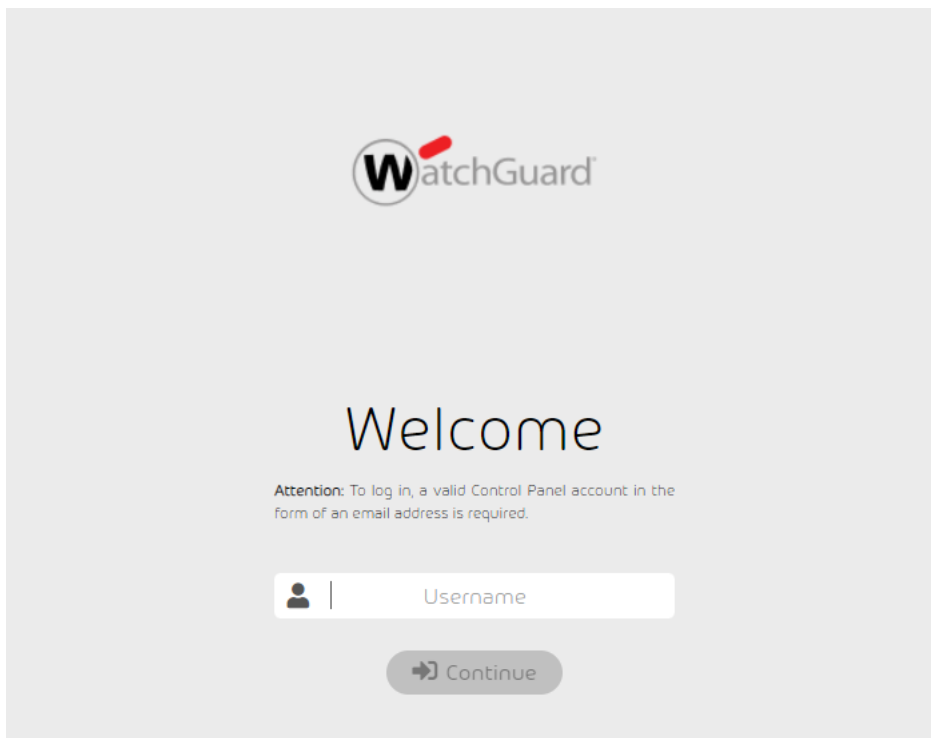 WatchGuard
Welcome
Attention: To log in, a valid Control Panel account in the
form of an email address is required.
Username
Continue